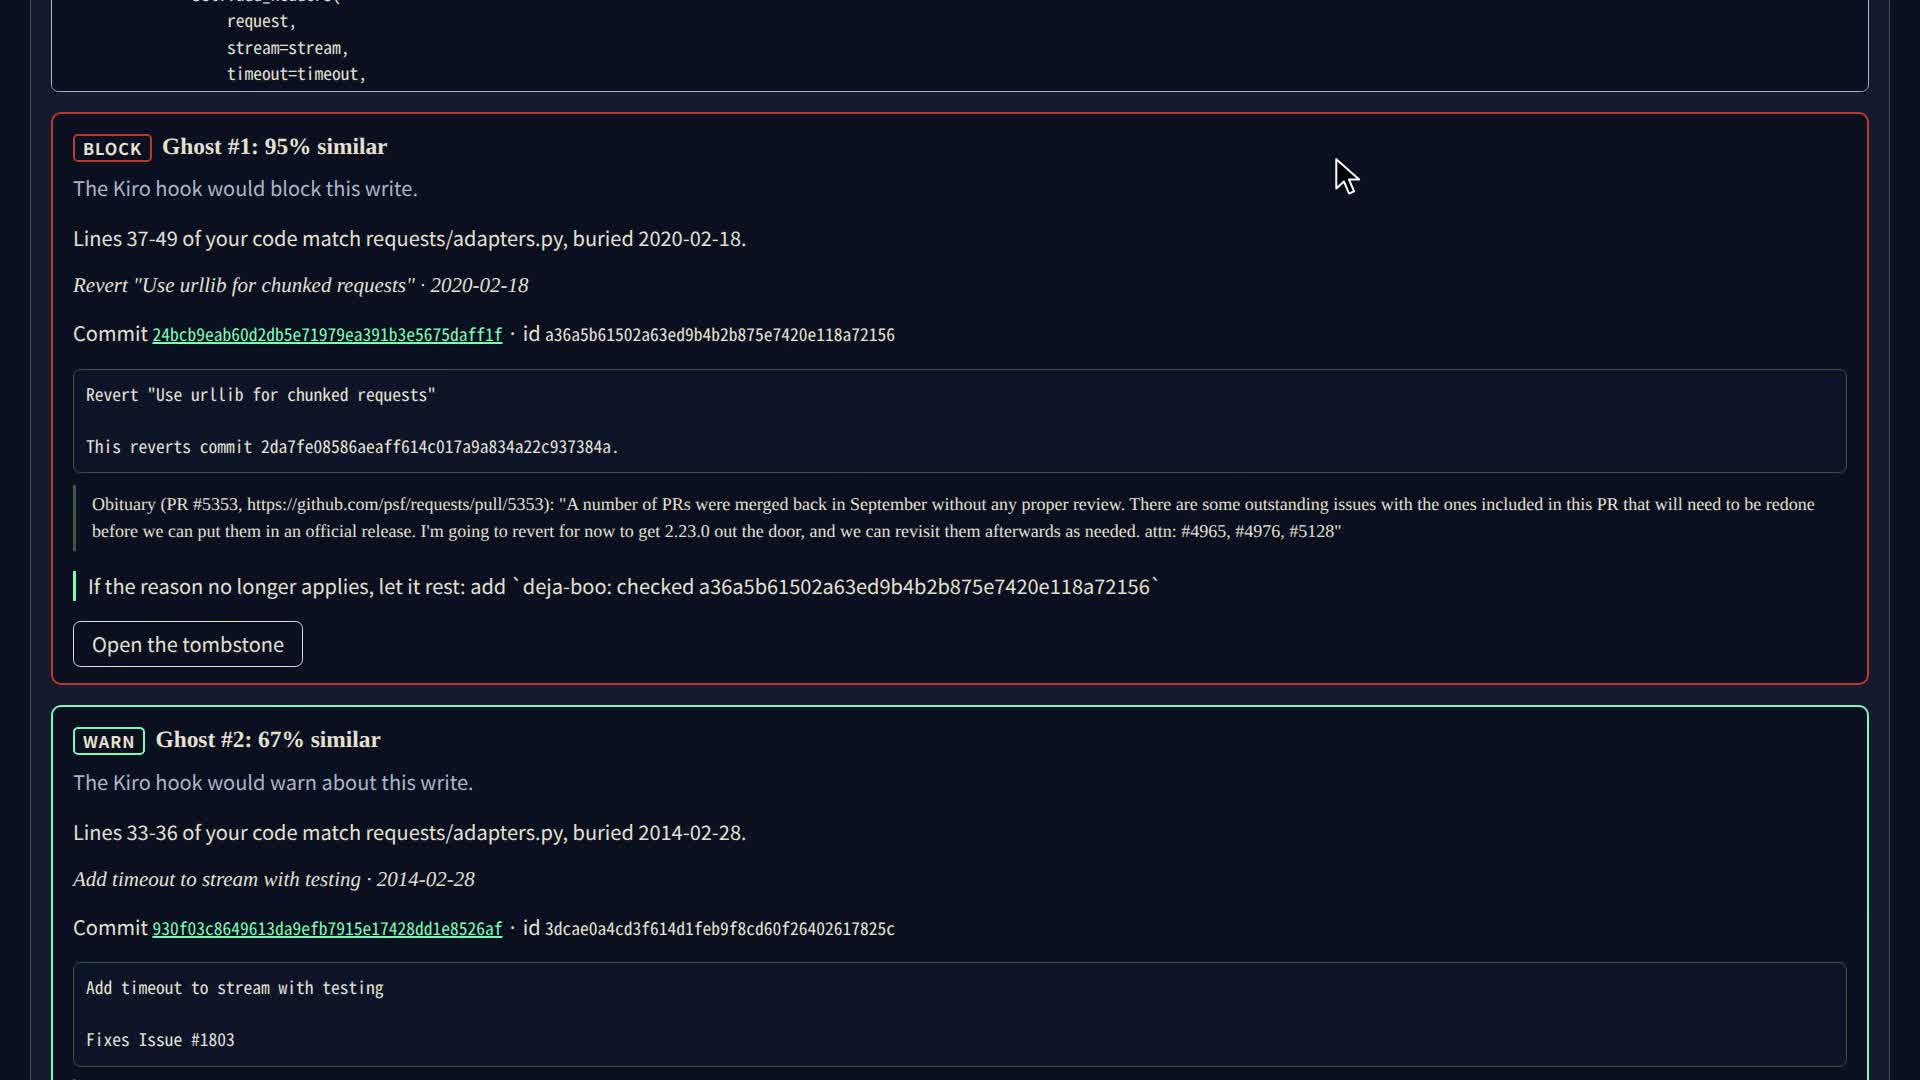 request,
stream=stream,
timeout=timeout,
BLOCK Ghost #1: 95% similar
The Kiro hook would block this write.
Lines 37-49 of your code match requests/adapters.py, buried 2020-02-18.
Revert "Use urllib for chunked requests" · 2020-02-18
Commit 24bcb9eab60d2db5e71979ea391b3e5675daff1f · id a36a5b61502a63ed9b4b2b875e7420e118a72156
Revert "Use urllib for chunked requests"
This reverts commit 2da7fe08586aeaff614c017a9a834a22c937384a.
Obituary (PR #5353, https://github.com/psf/requests/pull/5353): "A number of PRs were merged back in September without any proper review. There are some outstanding issues with the ones included in this PR that will need to be redone
before we can put them in an official release. I'm going to revert for now to get 2.23.0 out the door, and we can revisit them afterwards as needed. attn: #4965, #4976, #5128"
If the reason no longer applies, let it rest: add `deja-boo: checked a36a5b61502a63ed9b4b2b875e7420e118a72156`
Open the tombstone
WARN Ghost #2: 67% similar
The Kiro hook would warn about this write.
Lines 33-36 of your code match requests/adapters.py, buried 2014-02-28.
Add timeout to stream with testing · 2014-02-28
Commit 930f03c8649613da9efb7915e17428dd1e8526af · id 3dcae0a4cd3f614d1feb9f8cd60f26402617825c
Add timeout to stream with testing
Fixes Issue #1803